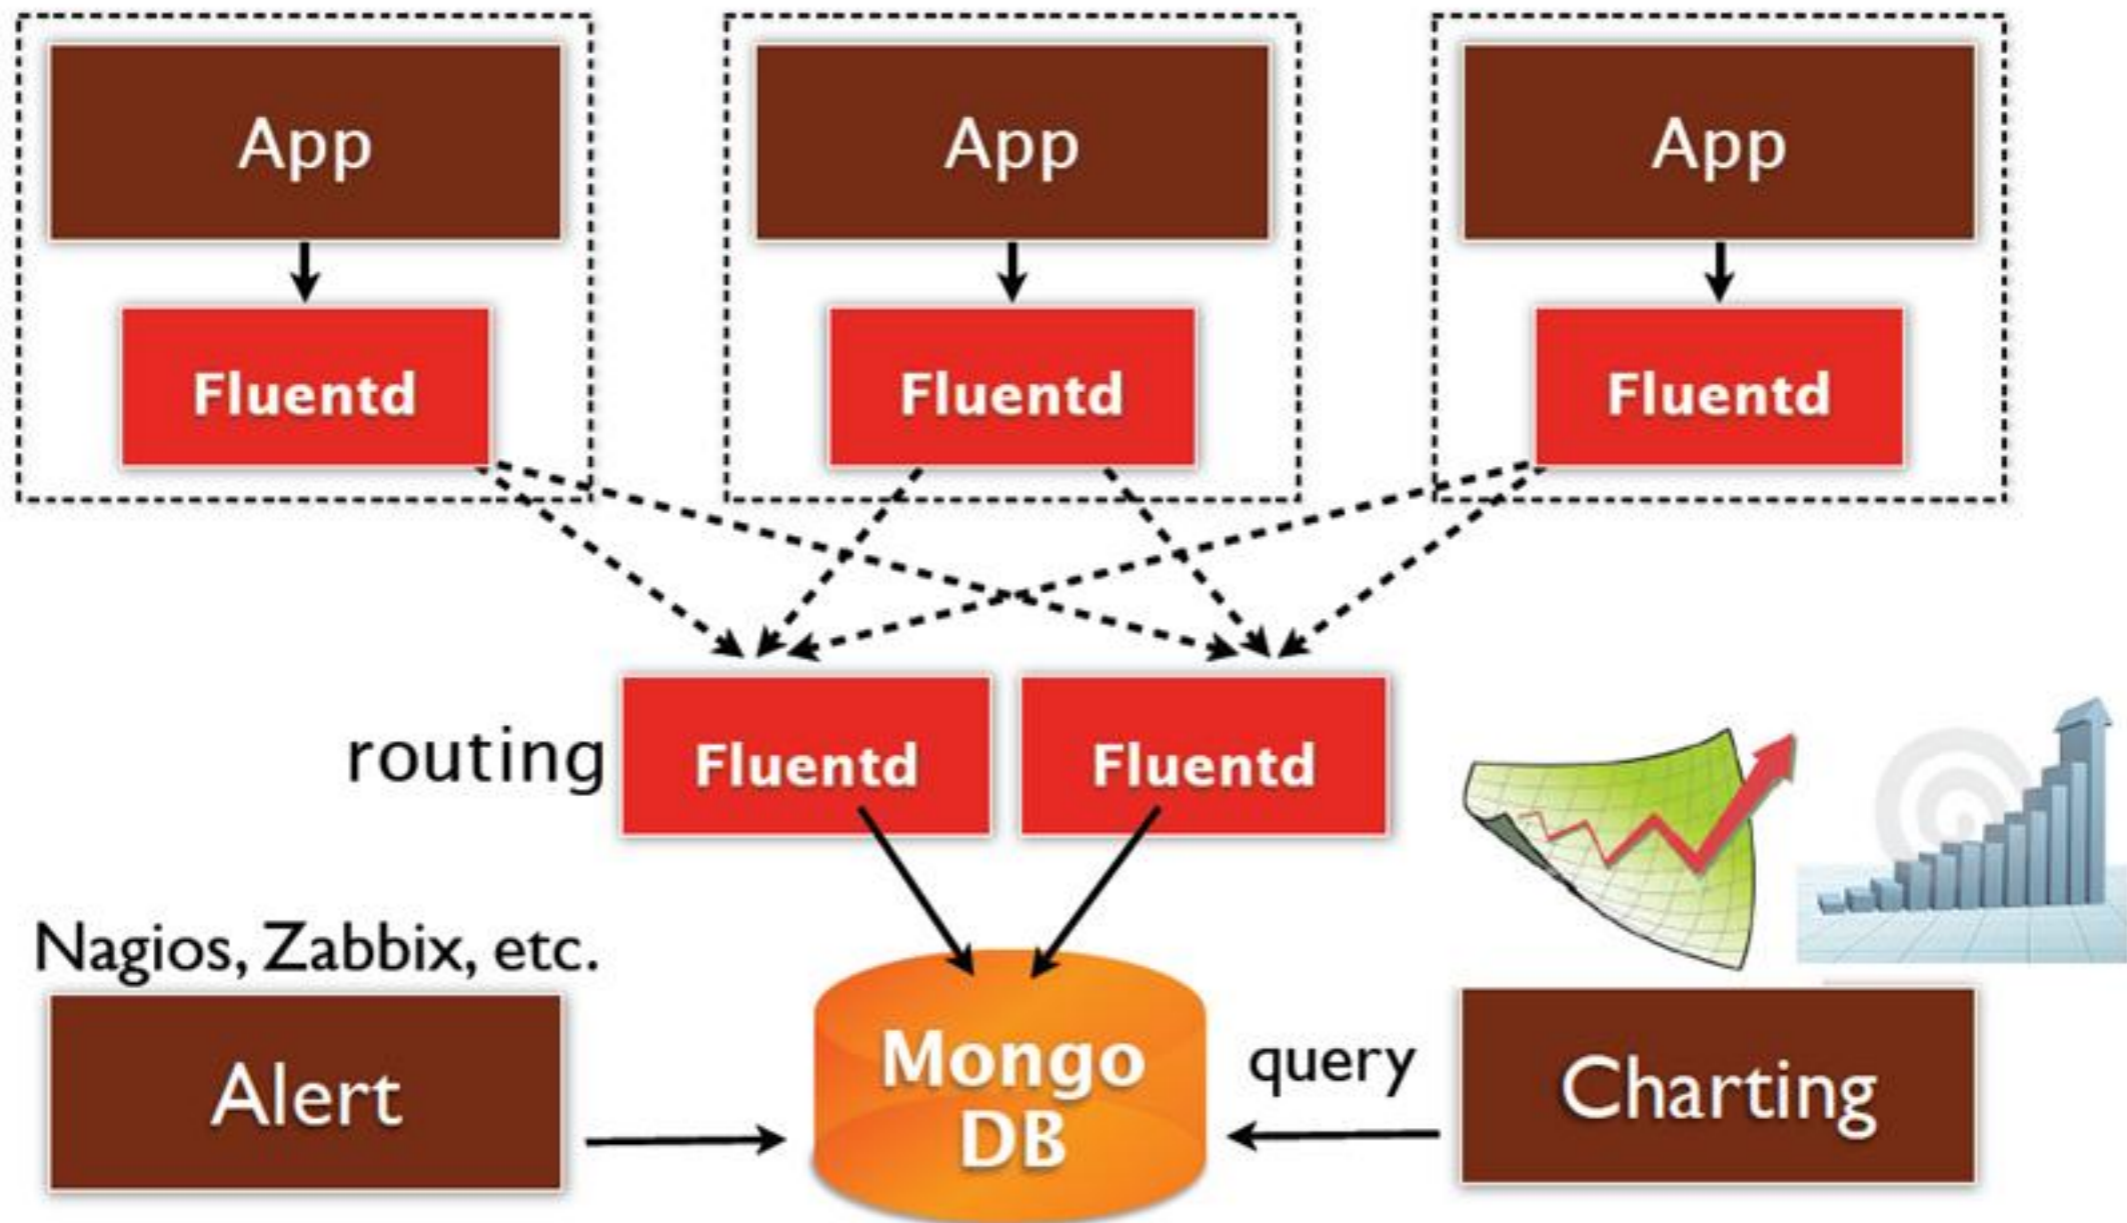 App
App
App
Fluentd
Fluentd
Fluentd
routing
Fluentd
Fluentd
Nagios, Zabbix, etc.
Alert
Mongo
DB
query
Charting